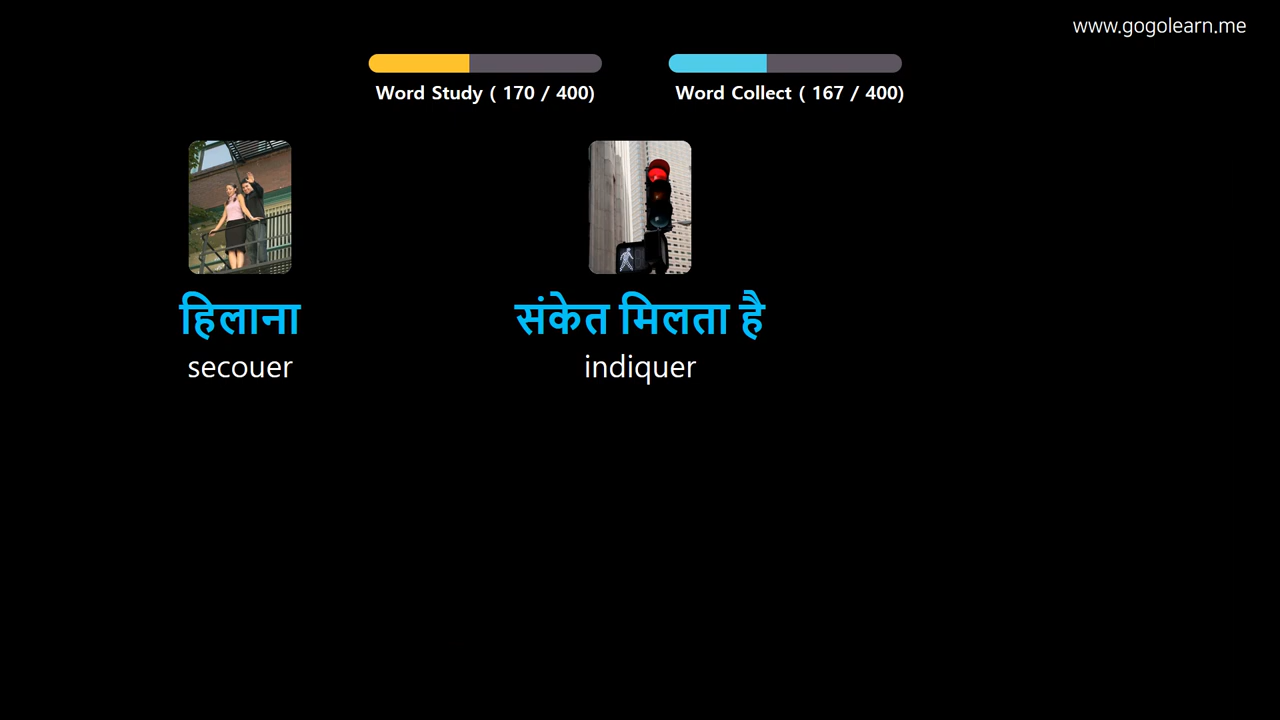 www.gogolearn.me
Word Study ( 170 / 400)
Word Collect ( 167 / 400)
हिलाना
secouer
संकेत मिलता है
indiquer